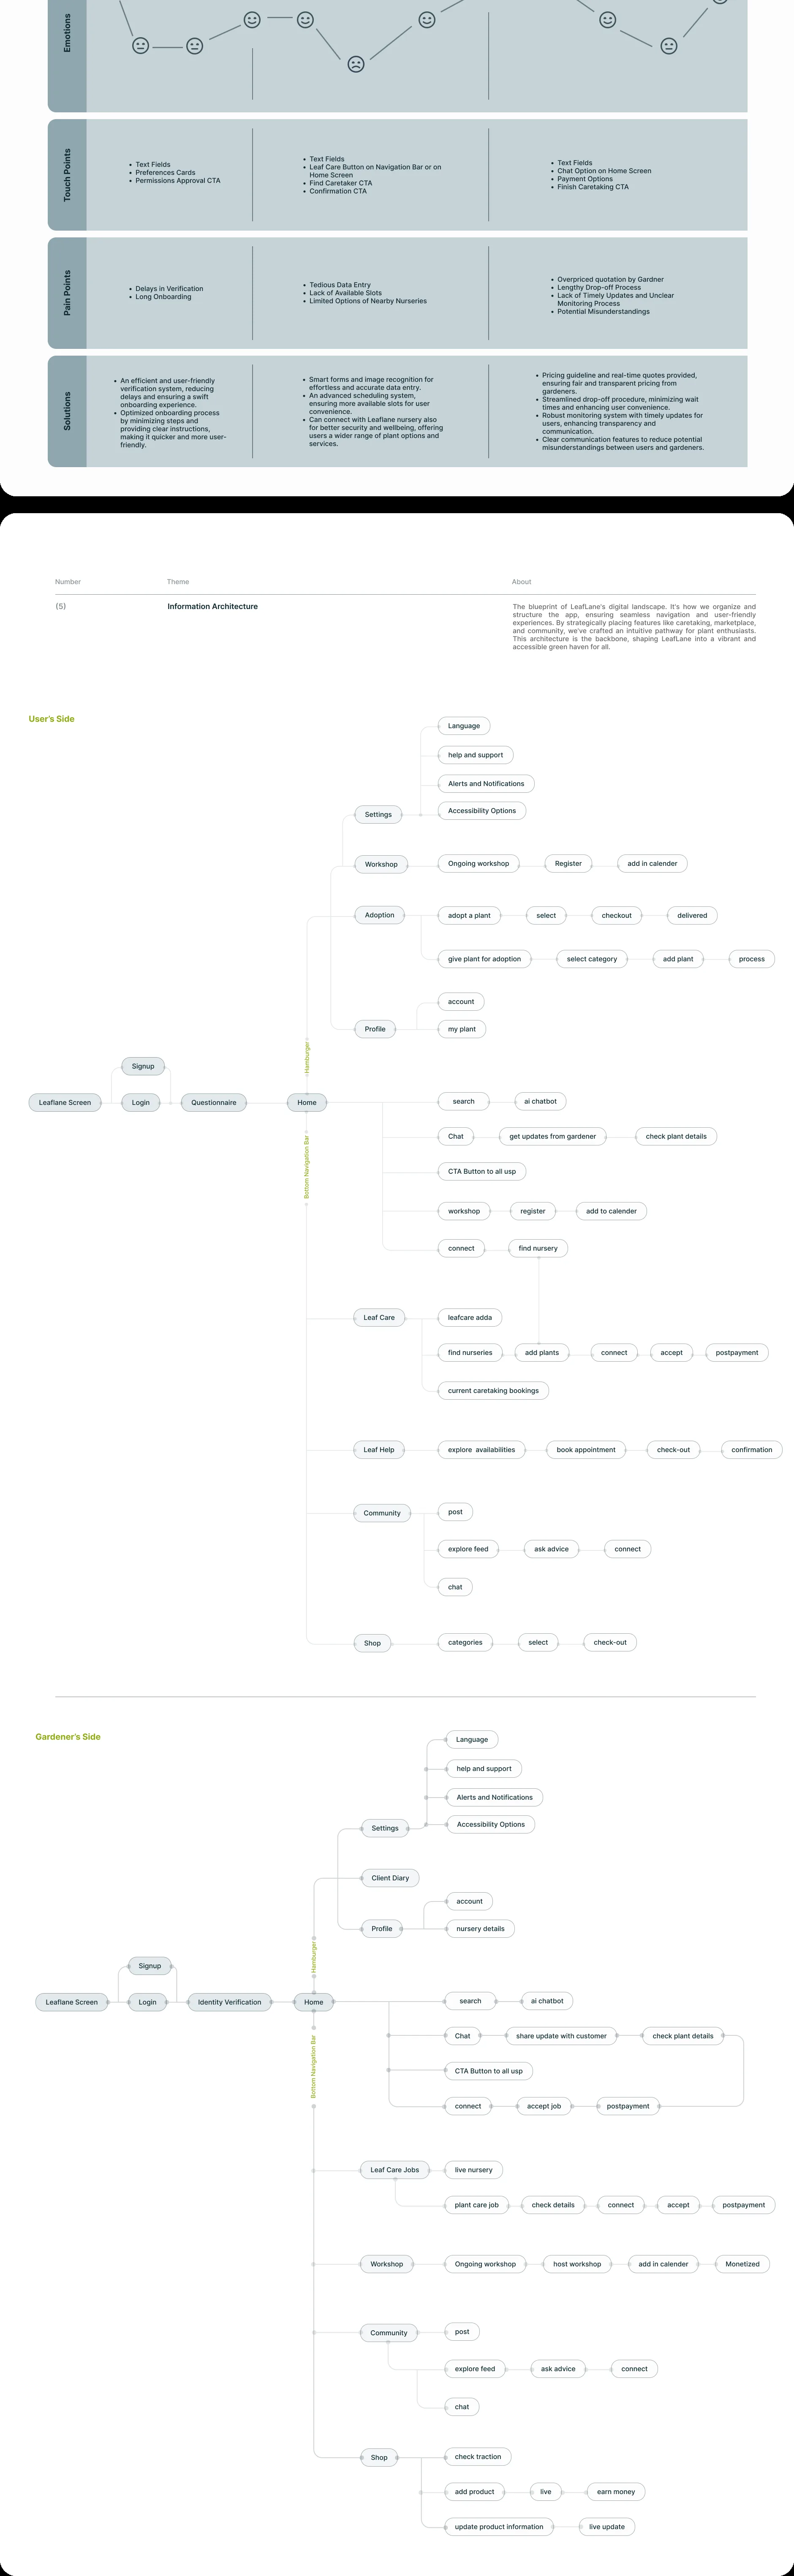 Emotions
Touch Points
• Text Fields
• Preferences Cards
• Permissions Approval CTA
• Text Fields
• Leaf Care Button on Navigation Bar or on
Home Screen
• Find Caretaker CTA
• Confirmation CTA
• Text Fields
• Chat Option on Home Screen
• Payment Options
• Finish Caretaking CTA
Pain Points
• Delays in Verification
• Long Onboarding
• Tedious Data Entry
• Lack of Available Slots
• Limited Options of Nearby Nurseries
• Overpriced quotation by Gardner
• Lengthy Drop-off Process
• Lack of Timely Updates and Unclear
Monitoring Process
• Potential Misunderstandings
Solutions
• An efficient and user-friendly
verification system, reducing
delays and ensuring a swift
onboarding experience.
• Optimized onboarding process
by minimizing steps and
providing clear instructions,
making it quicker and more user-
friendly.
• Smart forms and image recognition for
effortless and accurate data entry.
• An advanced scheduling system,
ensuring more available slots for user
convenience.
• Can connect with Leaflane nursery also
for better security and wellbeing, offering
users a wider range of plant options and
services.
• Pricing guideline and real-time quotes provided,
ensuring fair and transparent pricing from
gardeners.
• Streamlined drop-off procedure, minimizing wait
times and enhancing user convenience.
• Robust monitoring system with timely updates for
users, enhancing transparency and
communication.
• Clear communication features to reduce potential
misunderstandings between users and gardeners.
Number
Theme
About
(5)
Information Architecture
The blueprint of LeafLane's digital landscape. It's how we organize and
structure the app, ensuring seamless navigation and user-friendly
experiences. By strategically placing features like caretaking, marketplace,
and community, we've crafted an intuitive pathway for plant enthusiasts.
This architecture is the backbone, shaping LeafLane into a vibrant and
accessible green haven for all.
User's Side
Language
help and support
Alerts and Notifications
Accessibility Options
Settings
Workshop
Ongoing workshop
Register
add in calender
Adoption
adopt a plant
select
checkout
delivered
give plant for adoption
select category
add plant
process
account
Profile
my plant
Hamburger
Signup
Leaflane Screen
Login
Questionnaire
Home
search
ai chatbot
Bottom Navigation Bar
Chat
get updates from gardener
check plant details
CTA Button to all usp
workshop
register
add to calender
connect
find nursery
Leaf Care
leafcare adda
find nurseries
add plants
connect
accept
postpayment
current caretaking bookings
Leaf Help
explore availabilities
book appointment
check-out
confirmation
Community
post
explore feed
ask advice
connect
chat
Shop
categories
select
check-out
Gardener's Side
Language
help and support
Alerts and Notifications
Accessibility Options
Settings
Client Diary
account
Profile
nursery details
Hamburger
Signup
Leaflane Screen
Login
Identity Verification
Home
search
ai chatbot
Bottom Navigation Bar
Chat
share update with customer
check plant details
CTA Button to all usp
connect
accept job
postpayment
Leaf Care Jobs
live nursery
plant care job
check details
connect
accept
postpayment
Workshop
Ongoing workshop
host workshop
add in calender
Monetized
Community
post
explore feed
ask advice
connect
chat
Shop
check traction
add product
live
earn money
update product information
live update